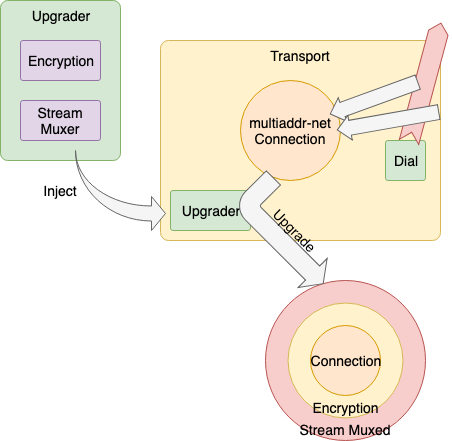 Upgrader
Encryption
Stream
Muxer
Inject
Transport
multiaddr-net
Connection
Dial
Upgrader
Upgrade
Connection
Encryption
Stream Muxed